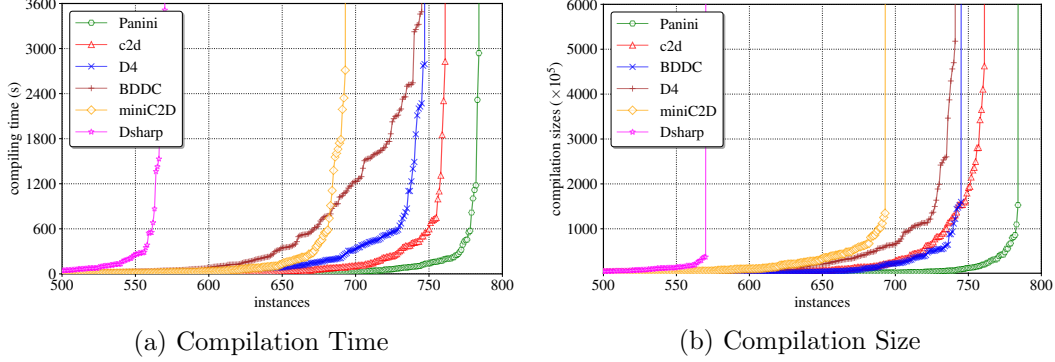 3600
3000
2400
1800
1200
600
0
compiling time (s)
Panini
c2d
D4
BDDC
miniC2D
Dsharp
500 550 600 650 700 750 800
instances
(a) Compilation Time
6000
5000
4000
3000
2000
1000
0
compilation sizes (×10⁵)
Panini
c2d
BDDC
D4
miniC2D
Dsharp
500 550 600 650 700 750 800
instances
(b) Compilation Size